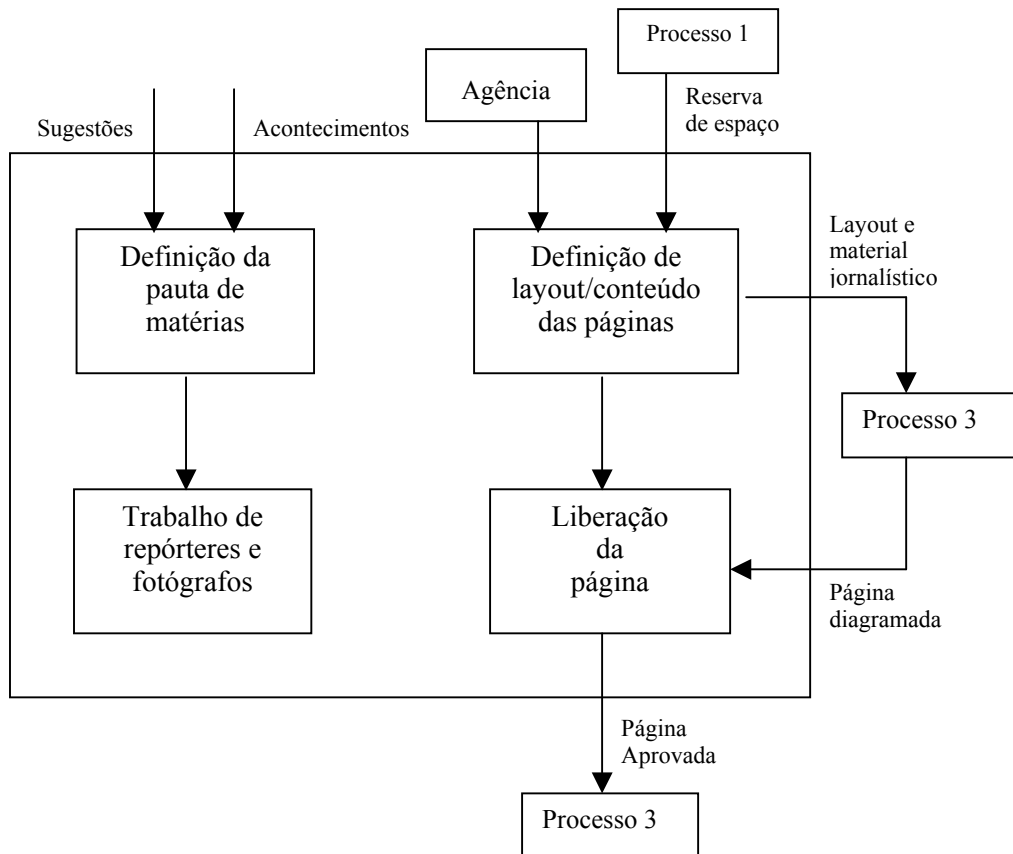 Processo 1
Agência
Reserva
de espaço
Sugestões
Acontecimentos
Definição da
pauta de
matérias
Definição de
layout/conteúdo
das páginas
Layout e
material
jornalístico
Processo 3
Trabalho de
repórteres e
fotógrafos
Liberação
da
página
Página
diagramada
Página
Aprovada
Processo 3